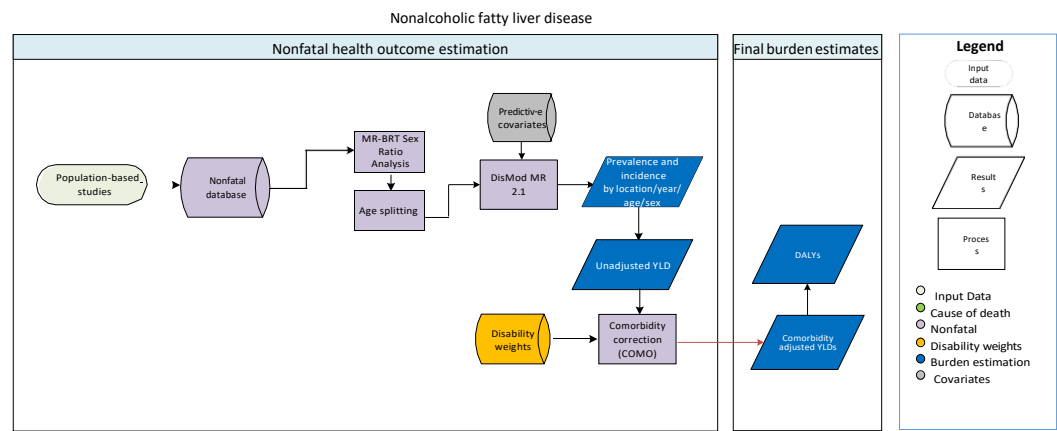 Nonalcoholic fatty liver disease
Nonfatal health outcome estimation
Final burden estimates
Legend
Input
data
Databas
e
Result
s
Proces
s
Input Data
Cause of death
Nonfatal
Disability weights
Burden estimation
Covariates
Predictiv-e
covariates
MR-BRT Sex
Ratio
Analysis
Population-based
studies
Nonfatal
database
Age splitting
DisMod MR
2.1
Prevalence and
incidence
by location/year/
age/sex
Unadjusted YLD
Disability
weights
Comorbidity
correction
(COMO)
DALYs
Comorbidity
adjusted YLDs